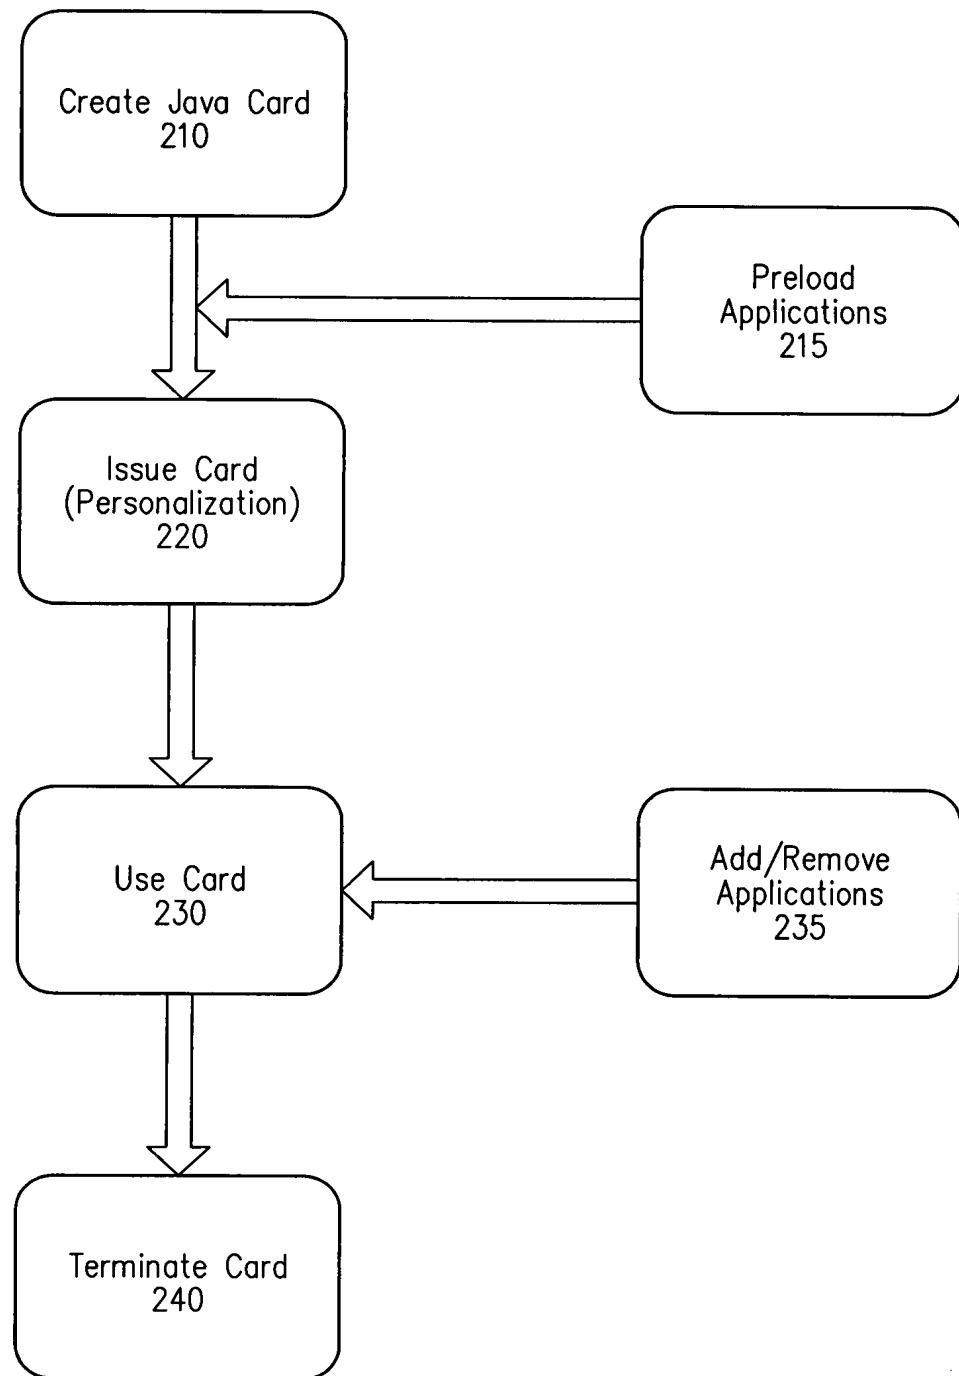 Create Java Card
210
Preload
Applications
215
Issue Card
(Personalization)
220
Use Card
230
Add/Remove
Applications
235
Terminate Card
240